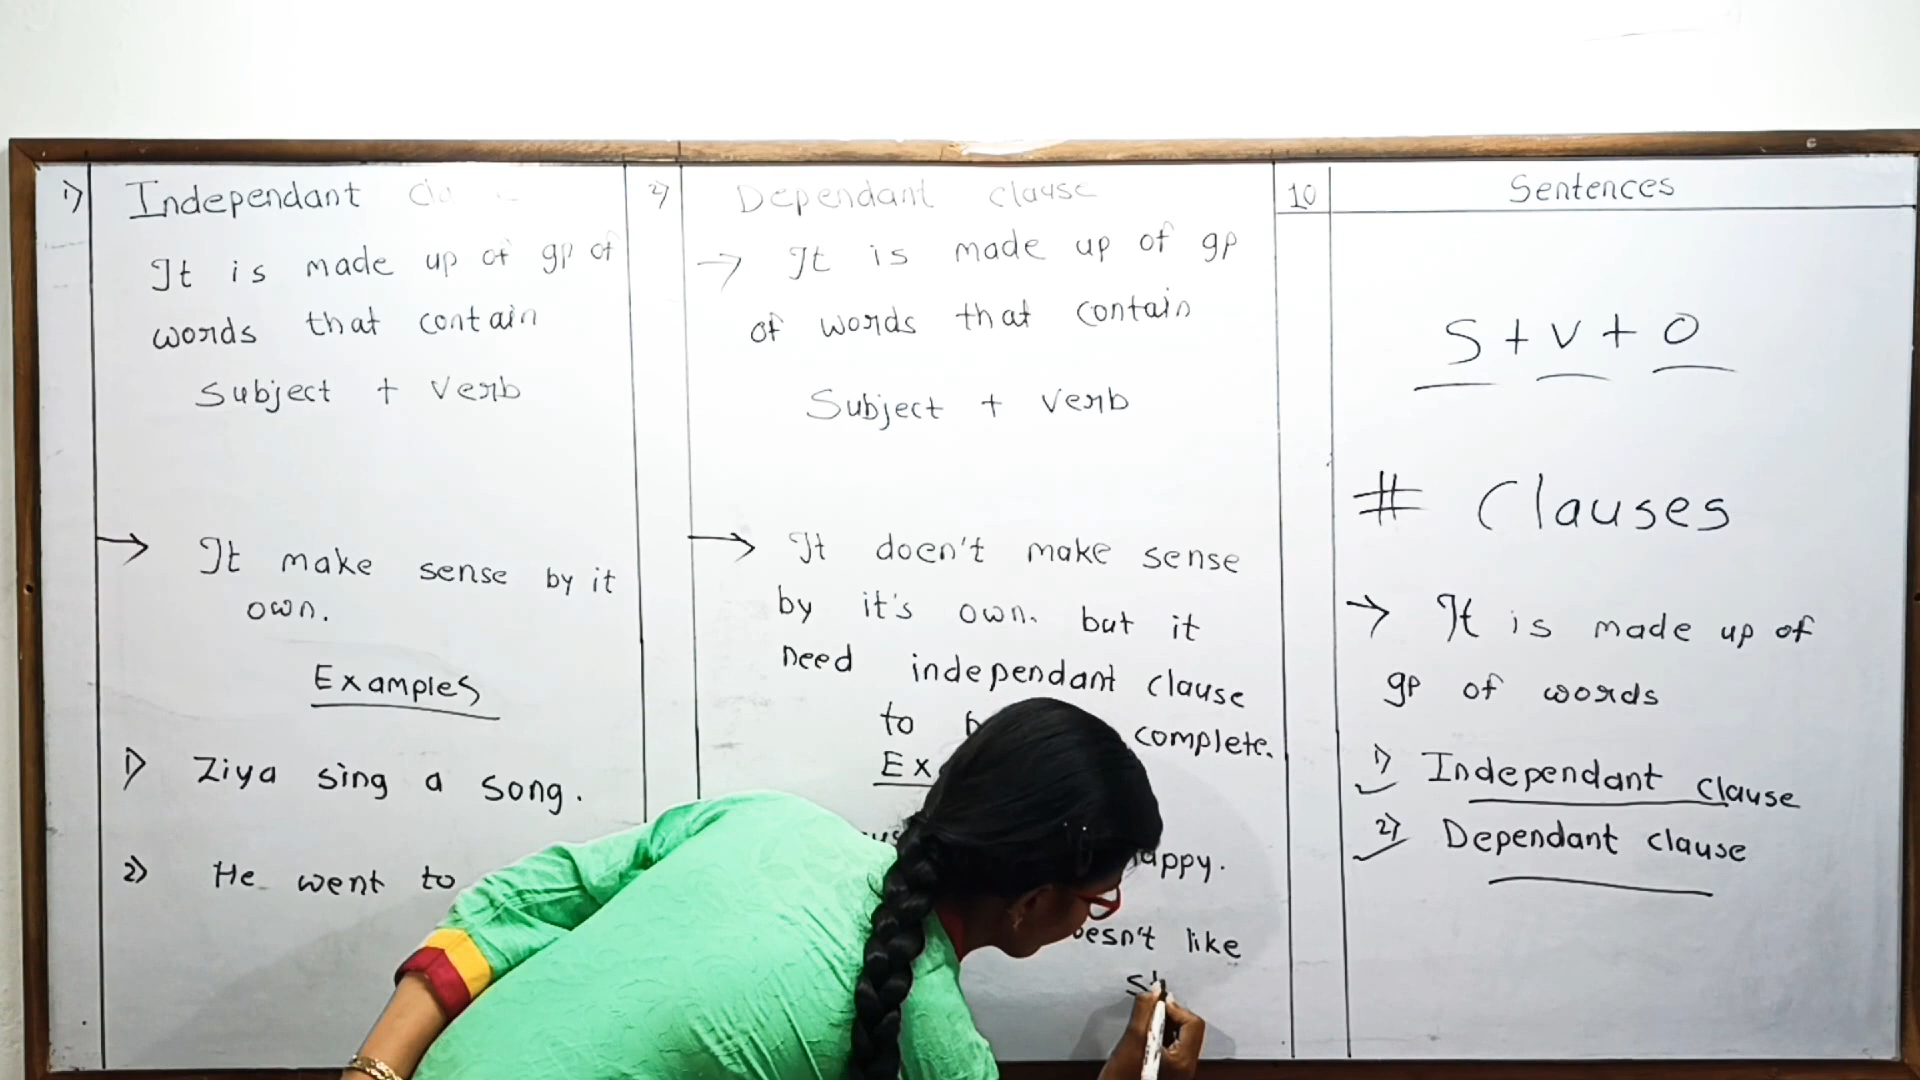 1) Independant
It is made up of gp of
words that contain
Subject + Verb
It make sense by it
own.
Examples
1) Ziya sing a song.
2) He went to
2) Dependant clause
→ It is made up of gp
of words that contain
Subject + Verb
→ It doen't make sense
by it's own. but it
need independant clause
to complete.
happy.
doesn't like
10 Sentences
S + V + O
# Clauses
→ It is made up of
gp of words
1) Independant clause
2) Dependant clause